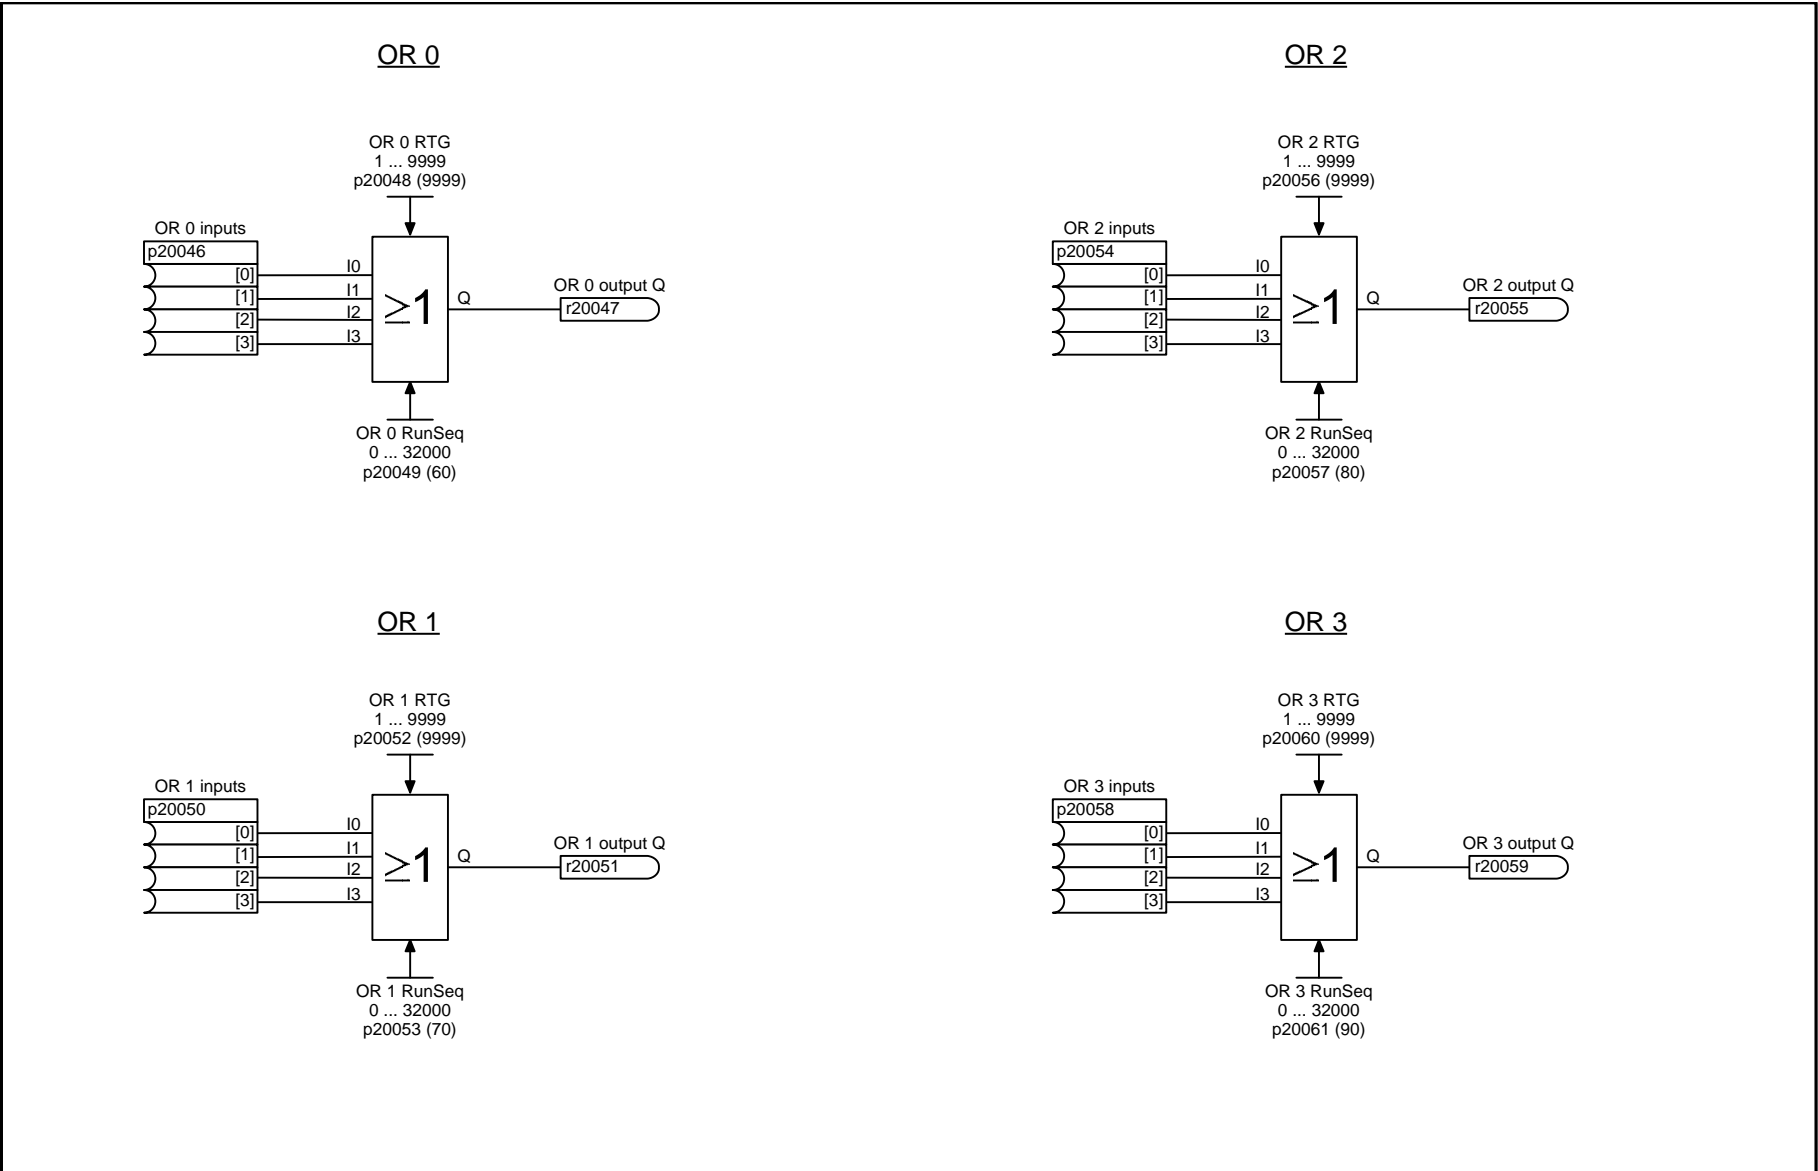 OR 0
OR 0 RTG
1 ... 9999
p20048 (9999)
OR 0 inputs
p20046
[0]
[1]
[2]
[3]
I0
I1
I2
I3
≥1
Q
OR 0 output Q
r20047
OR 0 RunSeq
0 ... 32000
p20049 (60)
OR 2
OR 2 RTG
1 ... 9999
p20056 (9999)
OR 2 inputs
p20054
[0]
[1]
[2]
[3]
I0
I1
I2
I3
≥1
Q
OR 2 output Q
r20055
OR 2 RunSeq
0 ... 32000
p20057 (80)
OR 1
OR 1 RTG
1 ... 9999
p20052 (9999)
OR 1 inputs
p20050
[0]
[1]
[2]
[3]
I0
I1
I2
I3
≥1
Q
OR 1 output Q
r20051
OR 1 RunSeq
0 ... 32000
p20053 (70)
OR 3
OR 3 RTG
1 ... 9999
p20060 (9999)
OR 3 inputs
p20058
[0]
[1]
[2]
[3]
I0
I1
I2
I3
≥1
Q
OR 3 output Q
r20059
OR 3 RunSeq
0 ... 32000
p20061 (90)